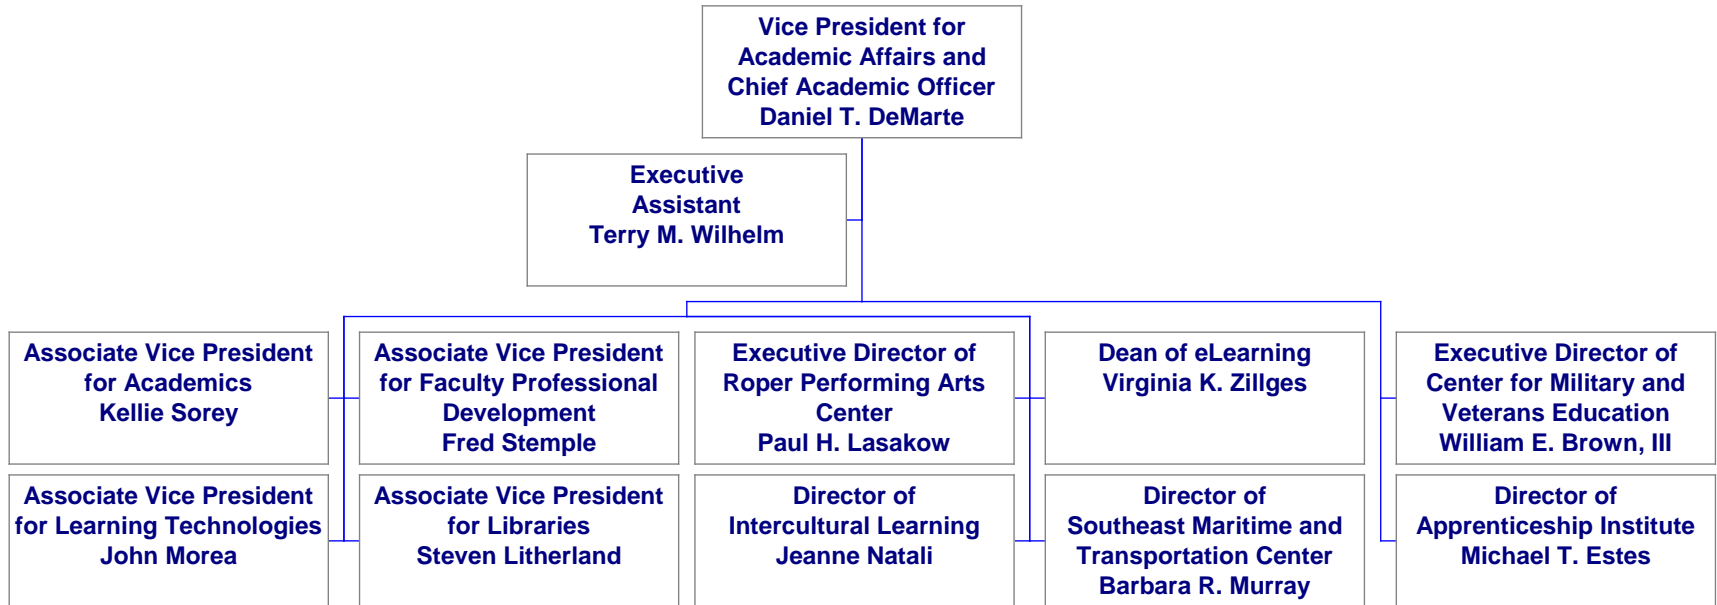 Vice President for
Academic Affairs and
Chief Academic Officer
Daniel T. DeMarte
Executive
Assistant
Terry M. Wilhelm
Associate Vice President
for Academics
Kellie Sorey
Associate Vice President
for Faculty Professional
Development
Fred Stemple
Executive Director of
Roper Performing Arts
Center
Paul H. Lasakow
Dean of eLearning
Virginia K. Zillges
Executive Director of
Center for Military and
Veterans Education
William E. Brown, III
Associate Vice President
for Learning Technologies
John Morea
Associate Vice President
for Libraries
Steven Litherland
Director of
Intercultural Learning
Jeanne Natali
Director of
Southeast Maritime and
Transportation Center
Barbara R. Murray
Director of
Apprenticeship Institute
Michael T. Estes